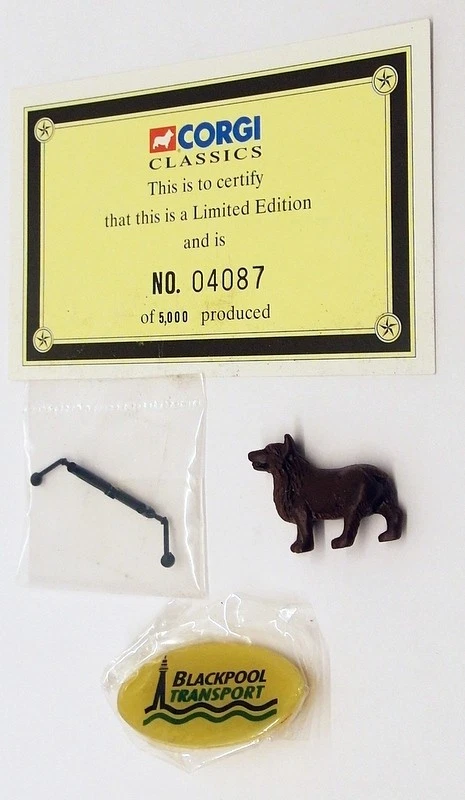 CORGI
CLASSICS
This is to certify
that this is a Limited Edition
and is
NO. 04087
of 5,000 produced
BLACKPOOL
TRANSPORT